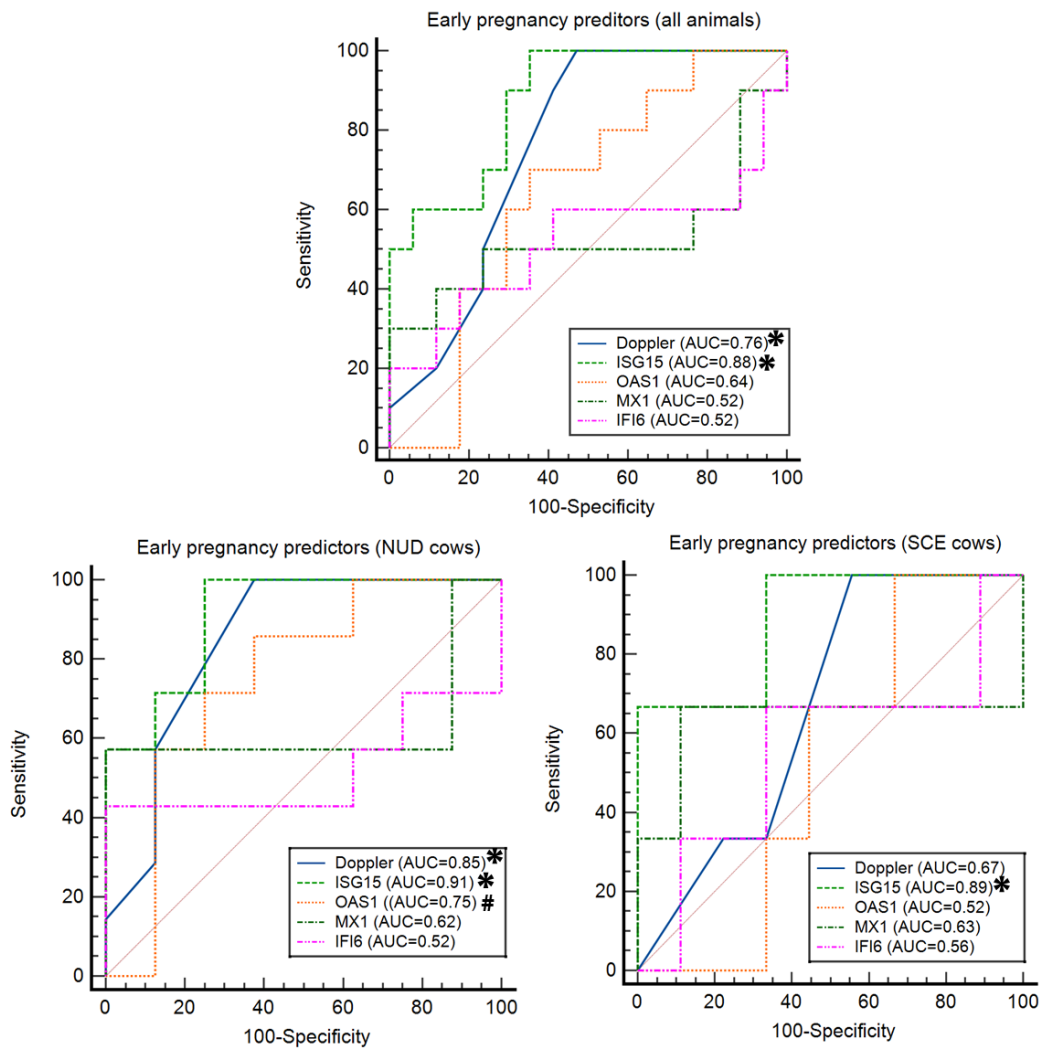 Early pregnancy preditors (all animals)
100
80
60
40
20
0
Sensitivity
Doppler (AUC=0.76)*
ISG15 (AUC=0.88)*
OAS1 (AUC=0.64)
MX1 (AUC=0.52)
IFI6 (AUC=0.52)
0 20 40 60 80 100
100-Specificity
Early pregnancy predictors (NUD cows)
100
80
60
40
20
0
Sensitivity
Doppler (AUC=0.85)*
ISG15 (AUC=0.91)*
OAS1 ((AUC=0.75) #
MX1 (AUC=0.62)
IFI6 (AUC=0.52)
0 20 40 60 80 100
100-Specificity
Early pregnancy predictors (SCE cows)
100
80
60
40
20
0
Sensitivity
Doppler (AUC=0.67)
ISG15 (AUC=0.89)*
OAS1 (AUC=0.52)
MX1 (AUC=0.63)
IFI6 (AUC=0.56)
0 20 40 60 80 100
100-Specificity